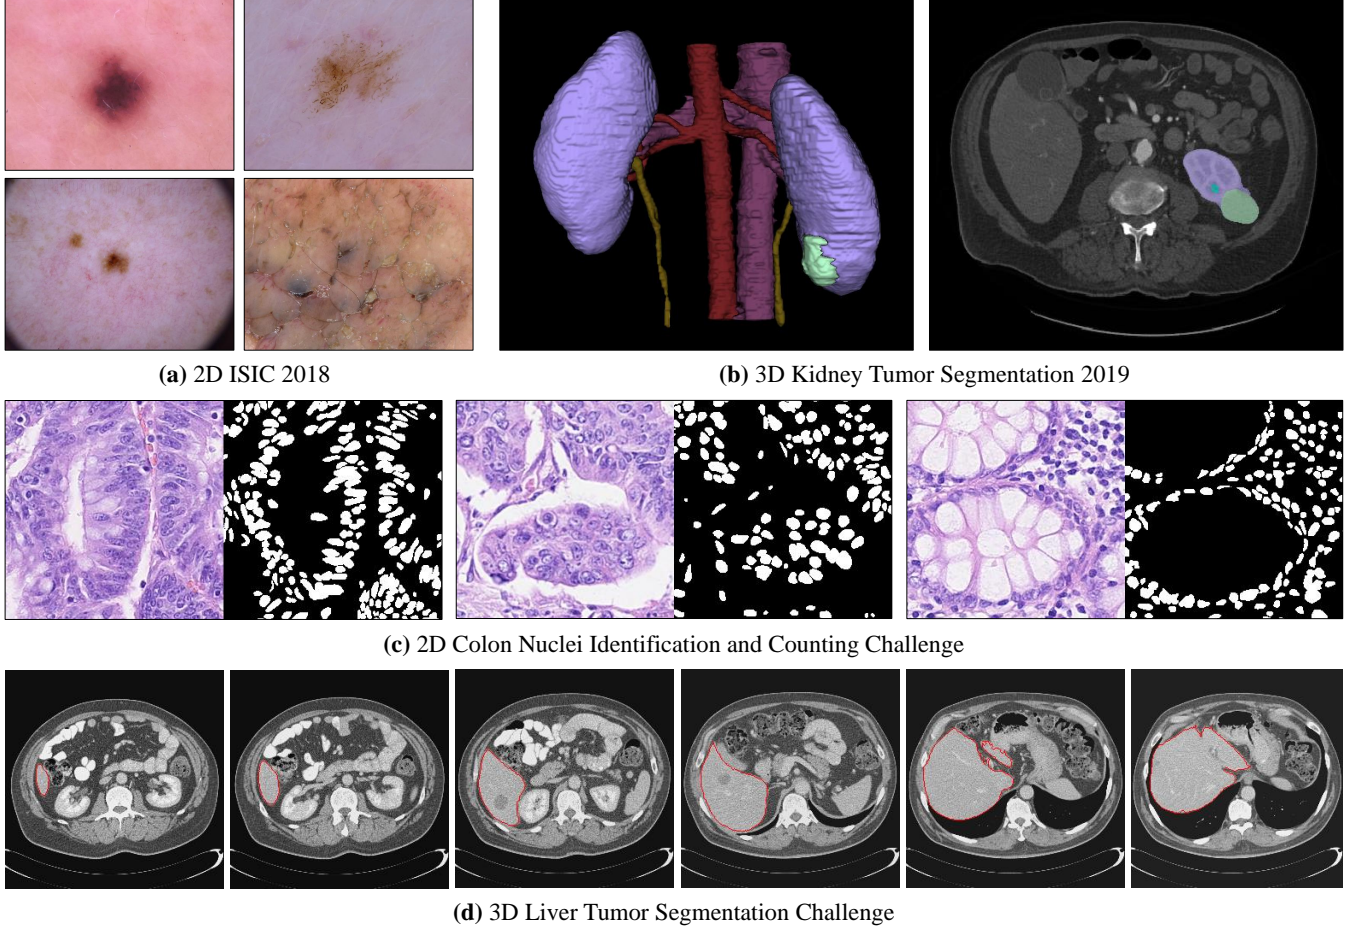 (a) 2D ISIC 2018
(b) 3D Kidney Tumor Segmentation 2019
(c) 2D Colon Nuclei Identification and Counting Challenge
(d) 3D Liver Tumor Segmentation Challenge